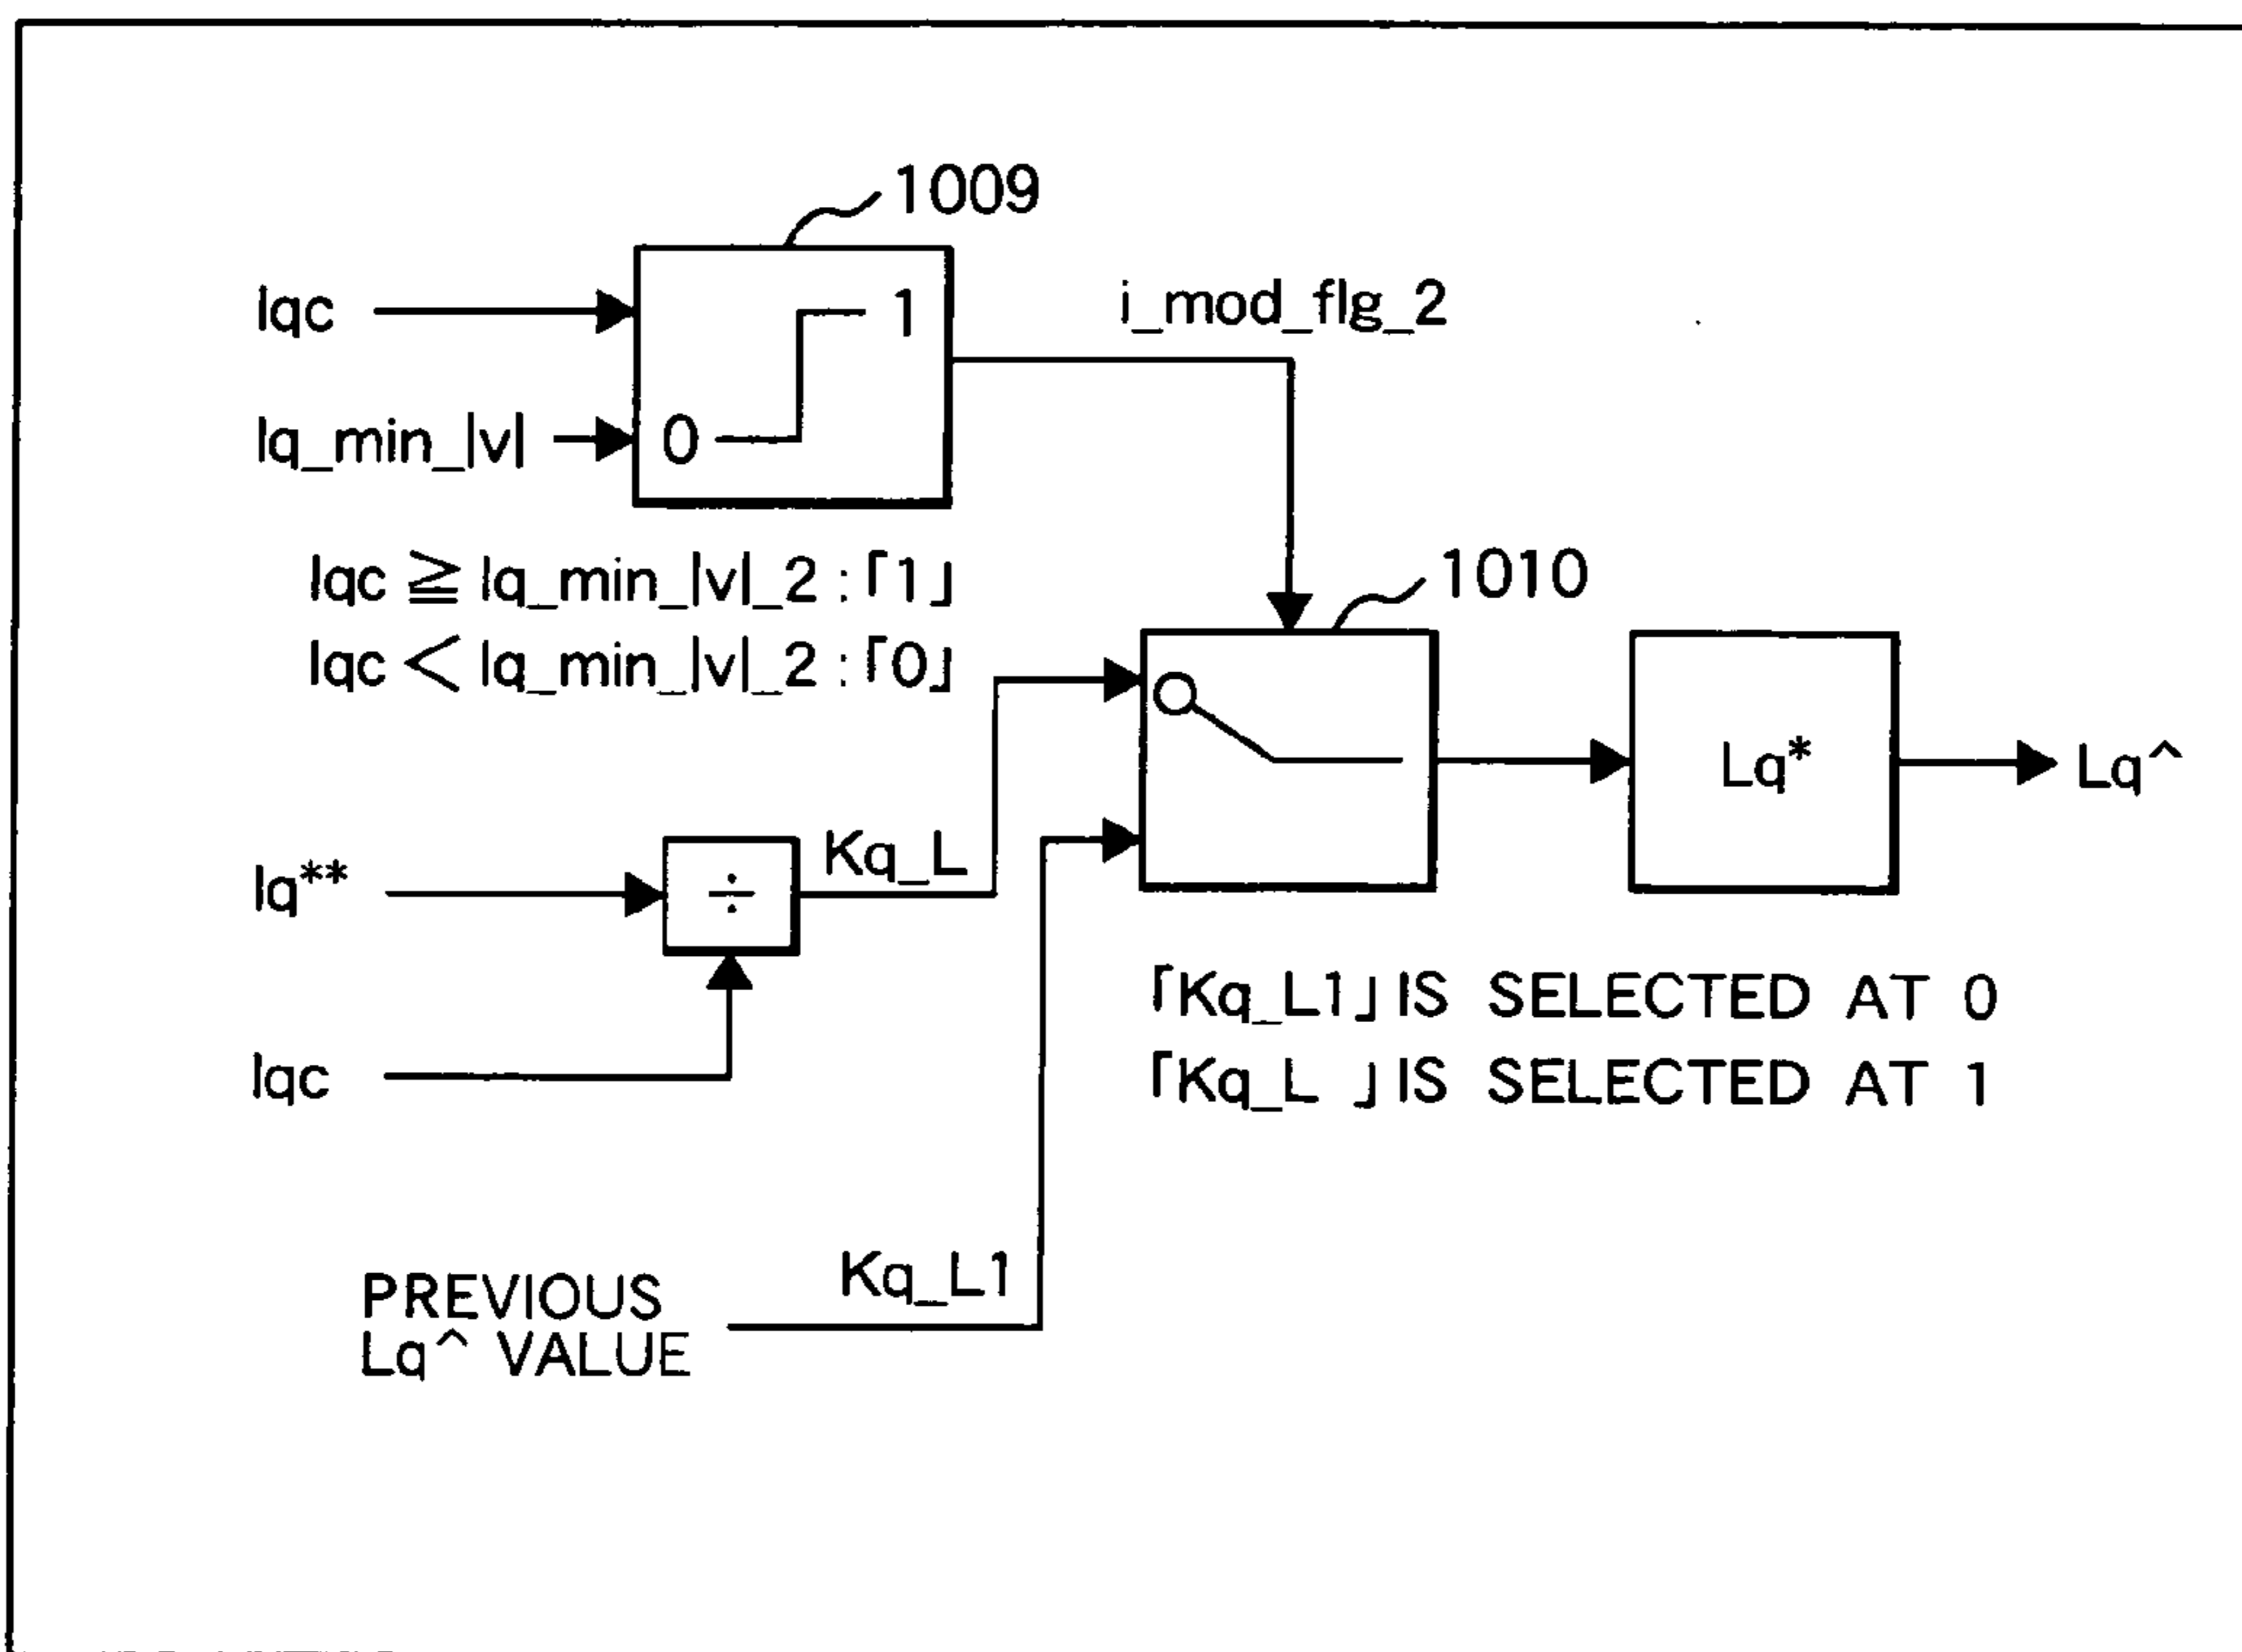 1009
Iqc
1
i_mod_flg_2
Iq_min_|v|
0
Iqc ≧ Iq_min_|v|_2 :「1」
Iqc < Iq_min_|v|_2 :「0」
1010
Lq*
Lq^
Iq**
÷
Kq_L
Iqc
「Kq_L1」IS SELECTED AT 0
「Kq_L 」IS SELECTED AT 1
Kq_L1
PREVIOUS
Lq^ VALUE